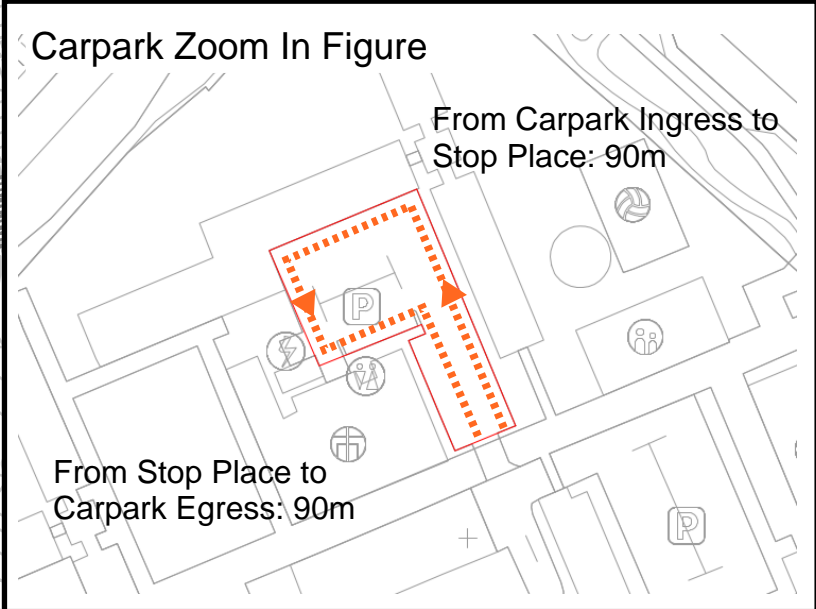 Carpark Zoom In Figure
From Carpark Ingress to
Stop Place: 90m
P
From Stop Place to
Carpark Egress: 90m
P